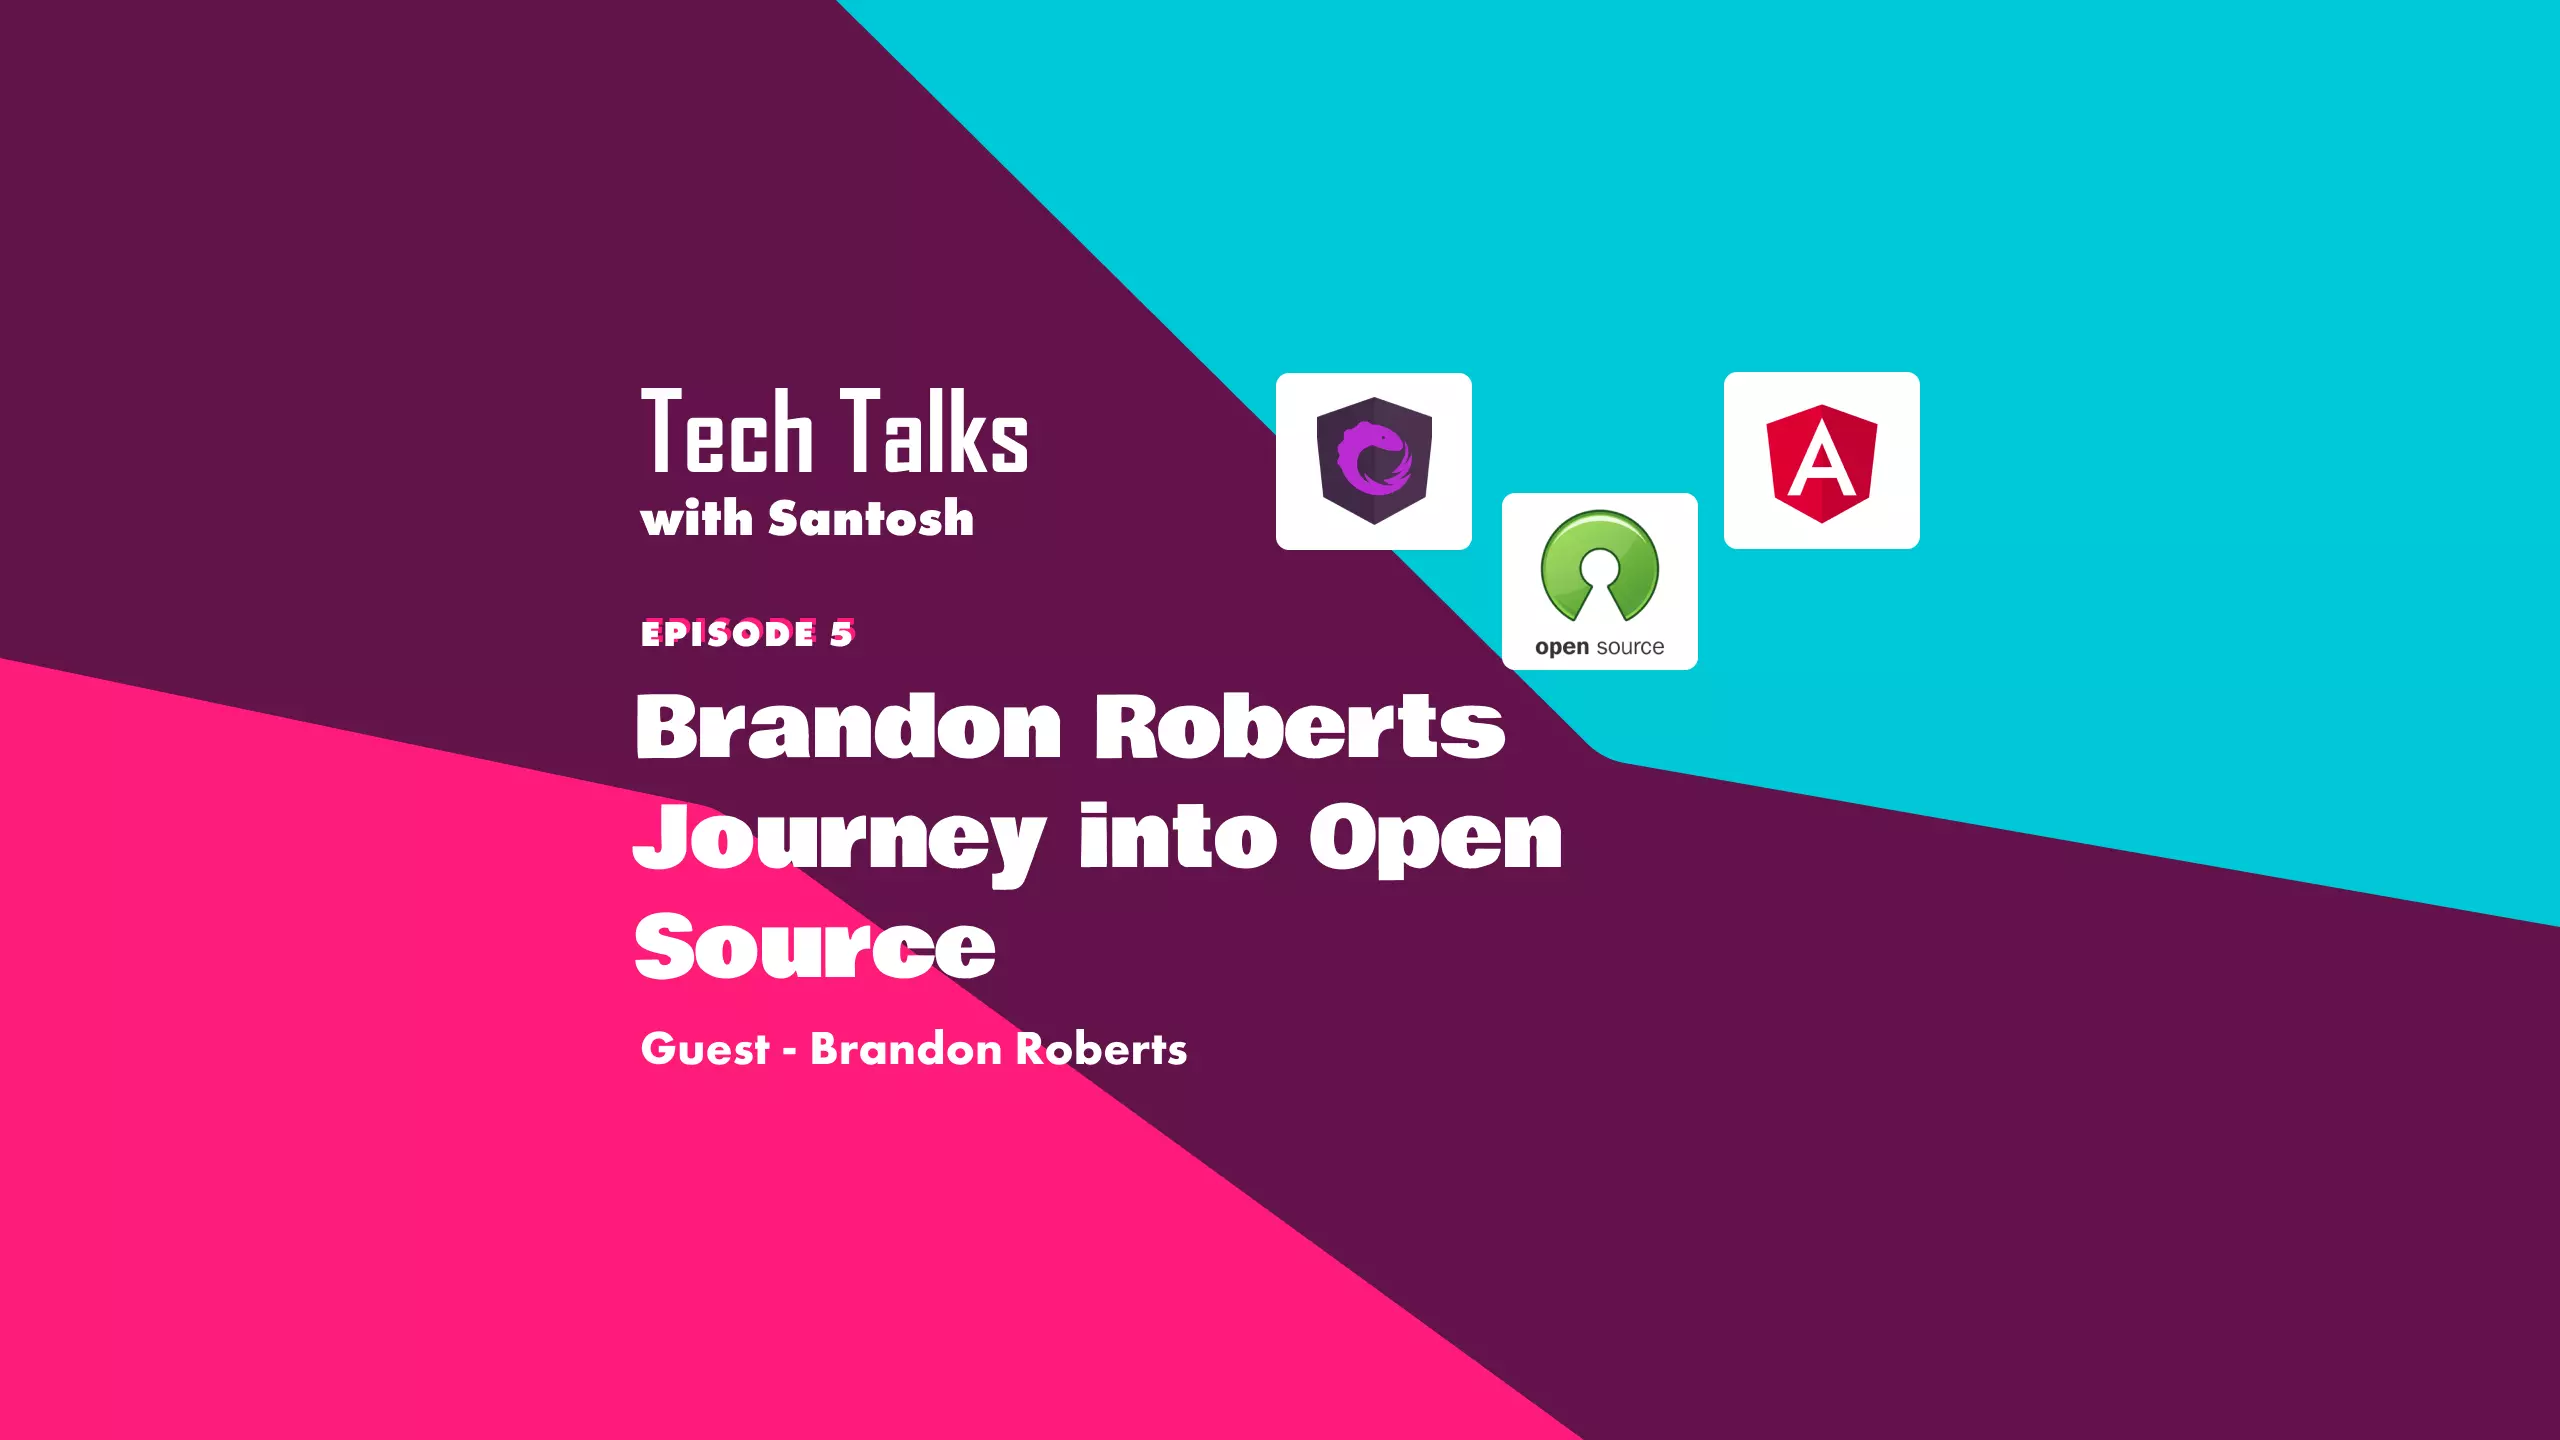 Tech Talks
with Santosh
EPISODE 5
open source
Brandon Roberts
Journey into Open
Source
Guest - Brandon Roberts